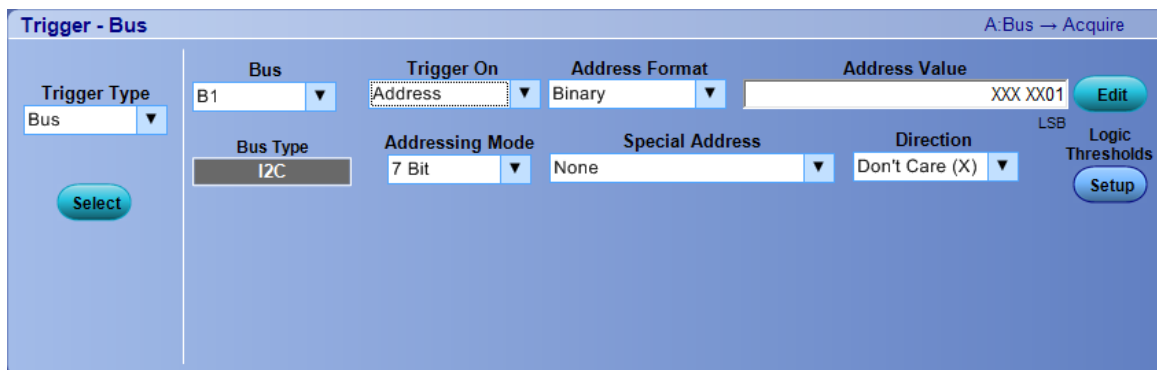 Trigger - Bus
A:Bus → Acquire
Trigger Type
Bus
Select
Bus
B1
Trigger On
Address
Address Format
Binary
Address Value
XXX XX01
Edit
LSB
Bus Type
I2C
Addressing Mode
7 Bit
Special Address
None
Direction
Don't Care (X)
Logic
Thresholds
Setup